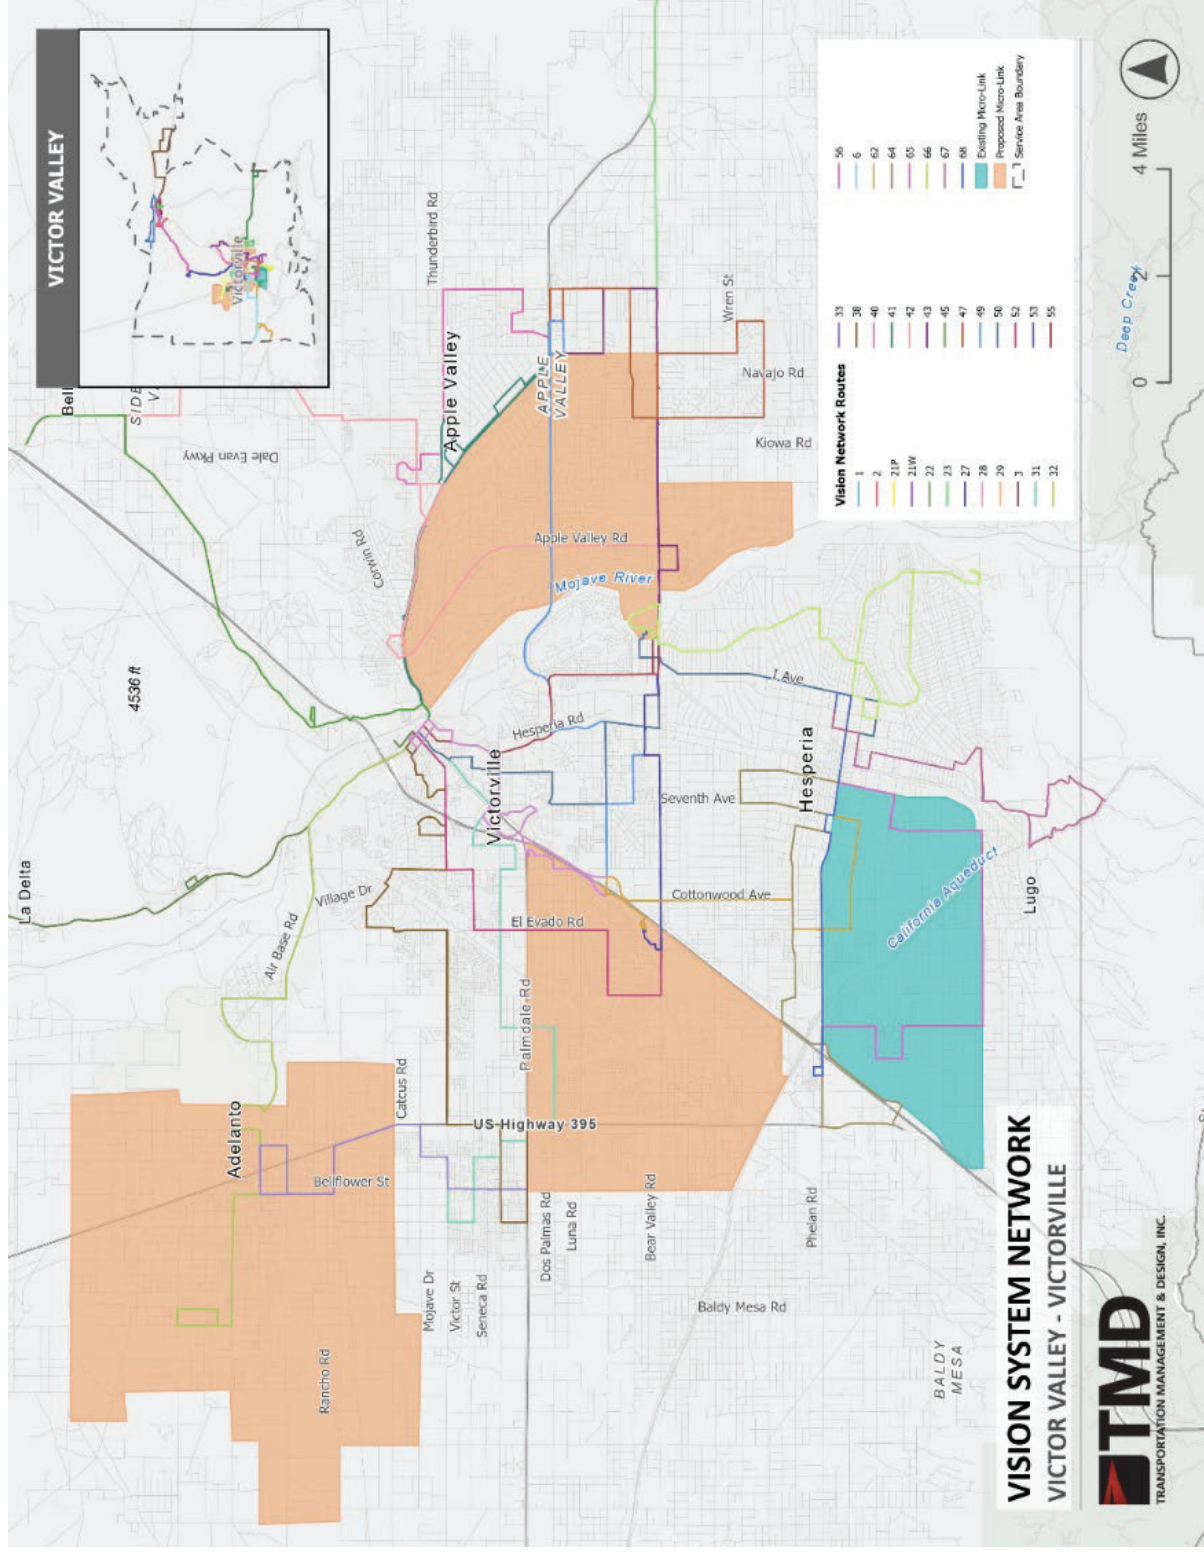 VICTOR VALLEY
Victorville
4 Miles
2
0
Deep Creek
56
6
62
64
65
66
67
68
Existing Micro-Link
Proposed Micro-Link
Service Area Boundary
33
38
40
41
42
43
45
47
49
50
52
53
55
Vision Network Routes
1
2
21P
21W
22
23
27
28
29
3
31
32
Bell
SIDE
VA
Dale Evan Pkwy
Thunderbird Rd
Apple Valley
APPLE
VALLEY
Wren St
Navajo Rd
Kiowa Rd
Corwin Rd
Apple Valley Rd
Mojave River
4536 ft
I Ave
Hesperia Rd
Hesperia
Victorville
Seventh Ave
La Delta
Village Dr
Air Base Rd
El Evado Rd
Cottonwood Ave
California Aqueduct
Lugo
Palmdale Rd
Catcus Rd
US Highway 395
Adelanto
Bellflower St
Dos Palmas Rd
Luna Rd
Bear Valley Rd
Phelan Rd
Mojave Dr
Victor St
Seneca Rd
Baldy Mesa Rd
Rancho Rd
BALDY
MESA
VISION SYSTEM NETWORK
VICTOR VALLEY - VICTORVILLE
TMD
TRANSPORTATION MANAGEMENT & DESIGN, INC.